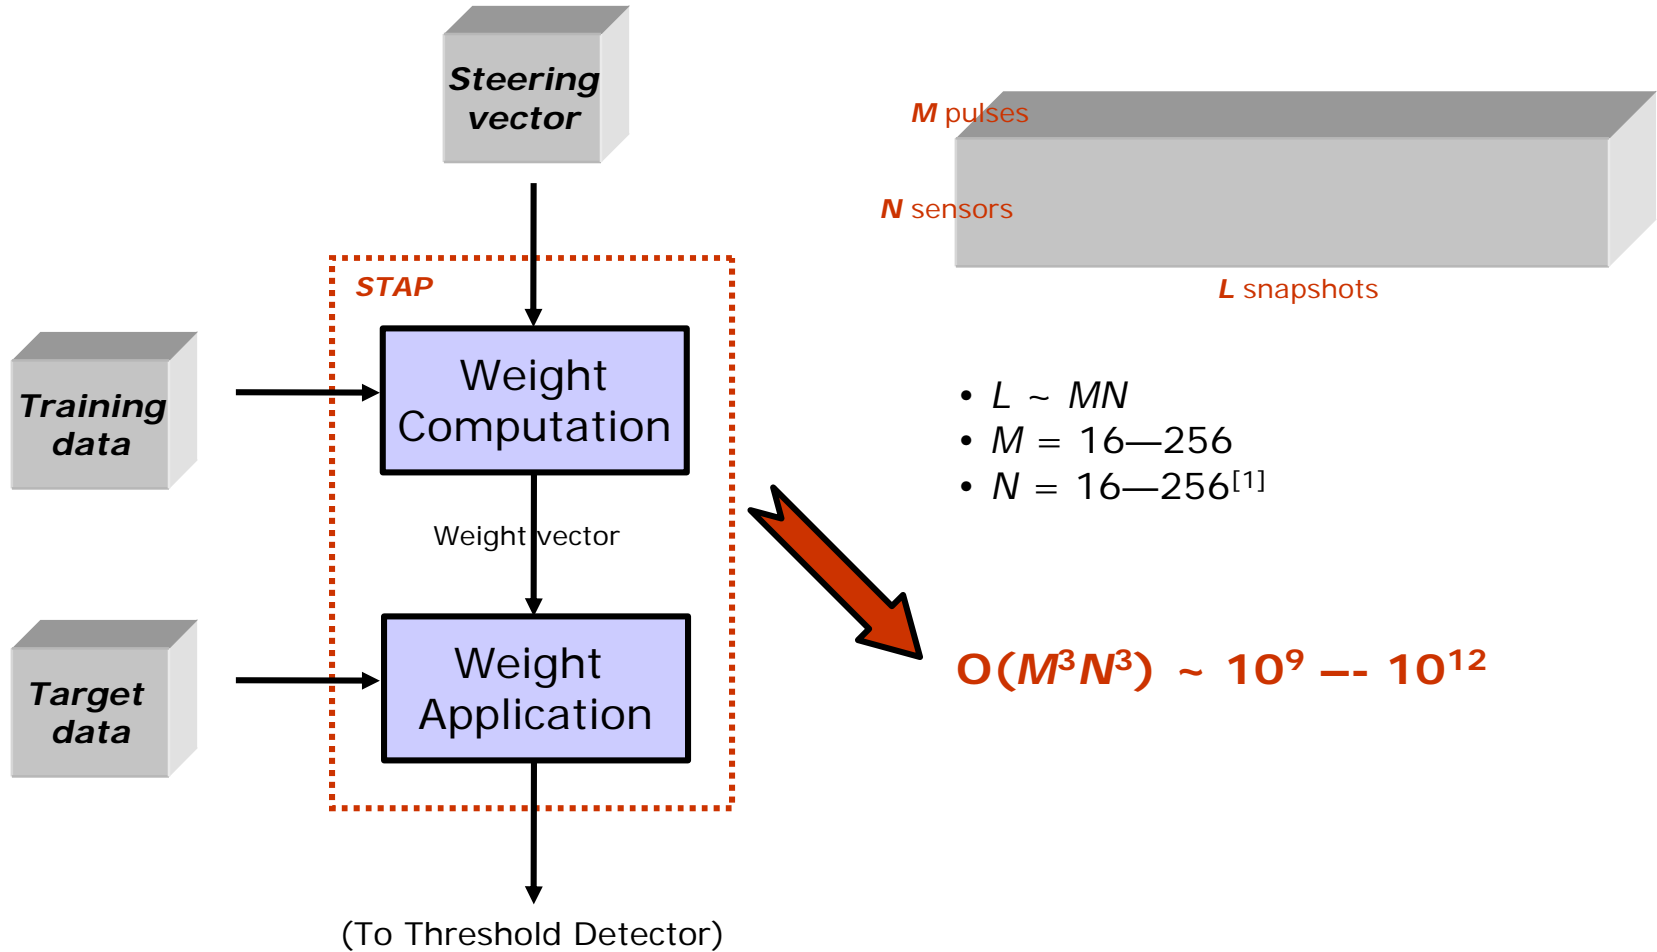 Steering
vector
M pulses
N sensors
L snapshots
STAP
Training
data
Weight
Computation
• L ~ MN
• M = 16—256
• N = 16—256[1]
Weight vector
Target
data
Weight
Application
O(M³N³) ~ 10⁹ –- 10¹²
(To Threshold Detector)